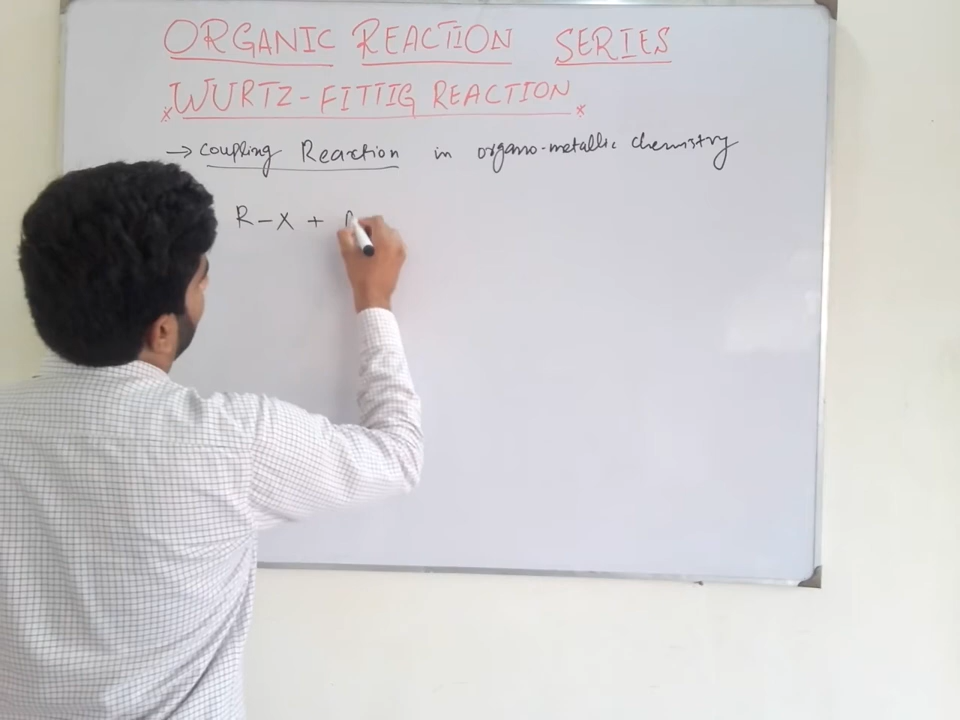 ORGANIC REACTION SERIES
*WURTZ-FITTIG REACTION*
→ Coupling Reaction in organo-metallic chemistry
R-X +